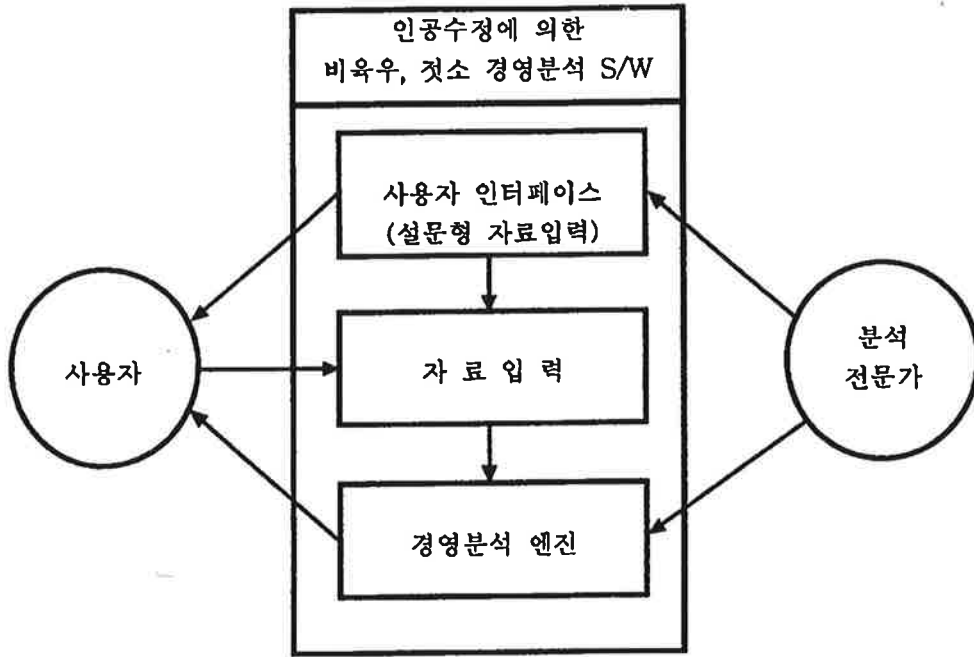 인공수정에 의한
비육우, 젖소 경영분석 S/W
사용자 인터페이스
(설문형 자료입력)
사용자
자 료 입 력
분석
전문가
경영분석 엔진